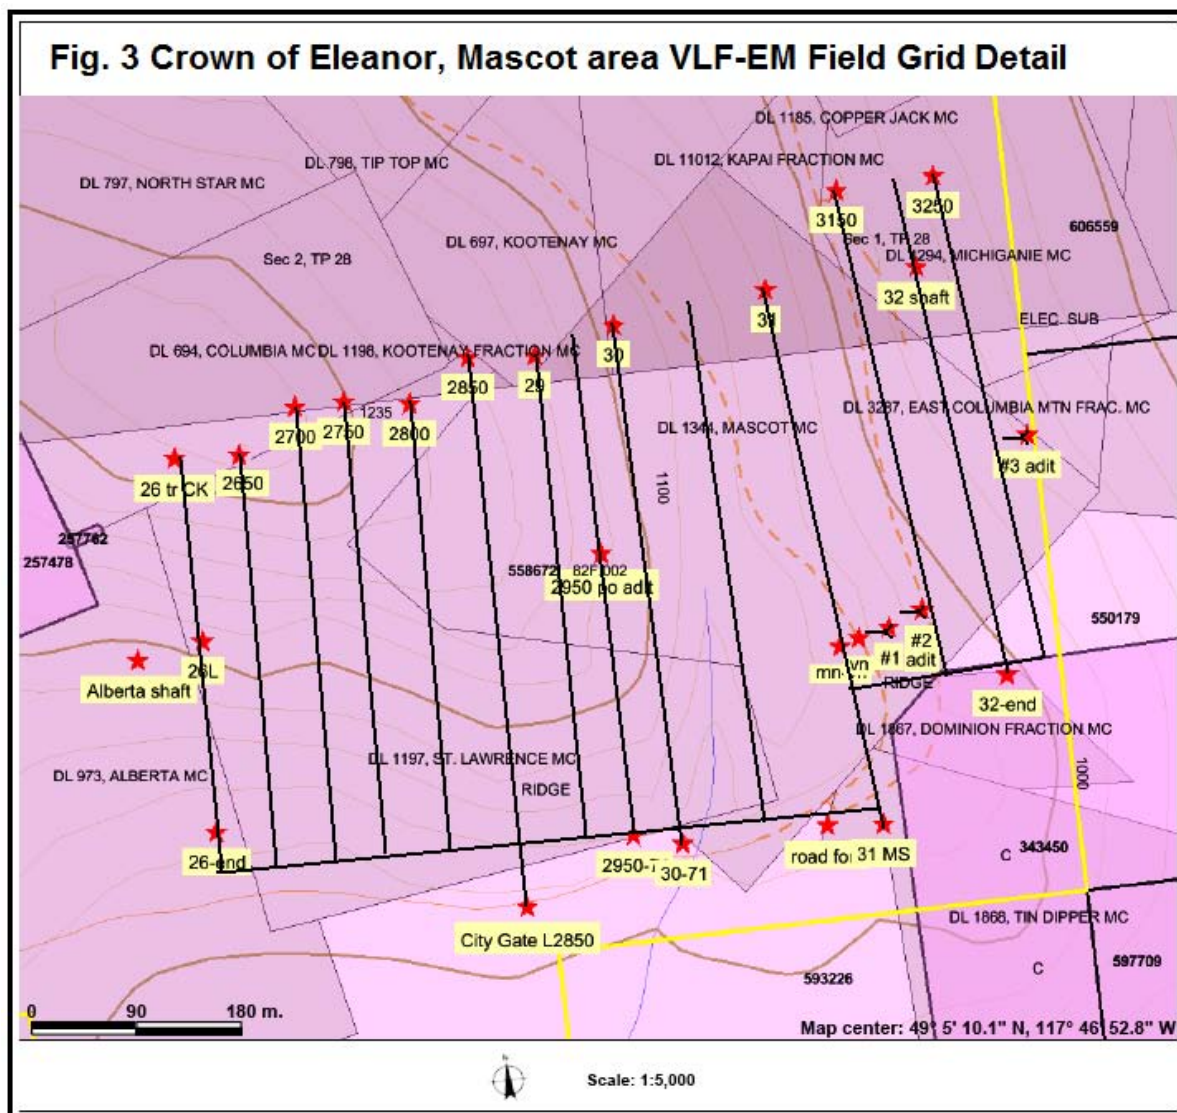 Fig. 3 Crown of Eleanor, Mascot area VLF-EM Field Grid Detail
DL 1185, COPPER JACK MC
DL 798, TIP TOP MC
DL 11012, KAPAI FRACTION MC
DL 797, NORTH STAR MC
3150
3250
606559
DL 697, KOOTENAY MC
Sec 1, TP 28
Sec 2, TP 28
MICHIGANIE MC
32 shaft
ELEC. SUB
31
30
DL 694, COLUMBIA MC
DL 1198, KOOTENAY FRACTION MC
2850
29
1235
2700
2750
2800
DL 3287, EAST COLUMBIA MTN FRAC. MC
DL 1344, MASCOT MC
#3 adit
26 tr CK
2650
1100
257762
257478
558672
82F 002
2950 po adit
550179
26L
#2
#1
adit
Alberta shaft
RIDGE
32-end
DL 1867, DOMINION FRACTION MC
DL 1197, ST. LAWRENCE MC
DL 973, ALBERTA MC
RIDGE
1000
26-end
30-71
31 MS
C
343450
DL 1868, TIN DIPPER MC
City Gate L2850
C
597709
593226
0 90 180 m.
Map center: 49° 5' 10.1" N, 117° 46' 52.8" W
Scale: 1:5,000